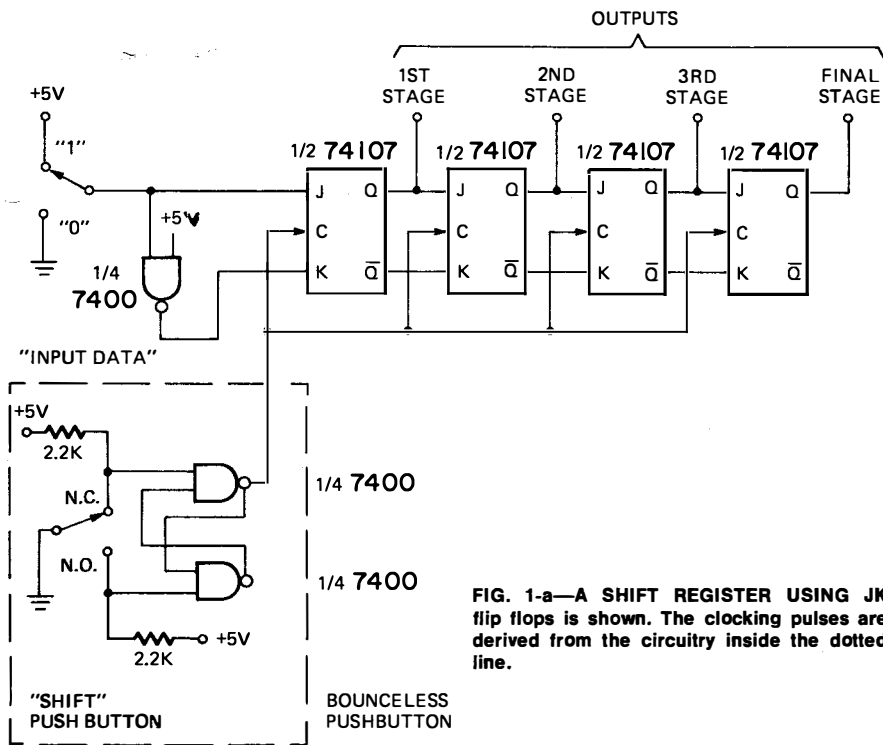 OUTPUTS
1ST
STAGE
2ND
STAGE
3RD
STAGE
FINAL
STAGE
+5V
"1"
"0"
+5V
1/4
7400
1/2 74107
1/2 74107
1/2 74107
1/2 74107
J Q
C
K Q̅
J Q
C
K Q̅
J Q
C
K Q̅
J Q
C
K Q̅
"INPUT DATA"
+5V
2.2K
N.C.
N.O.
2.2K
+5V
1/4 7400
1/4 7400
"SHIFT"
PUSH BUTTON
BOUNCELESS
PUSHBUTTON
FIG. 1-a—A SHIFT REGISTER USING JK
flip flops is shown. The clocking pulses are
derived from the circuitry inside the dotted
line.